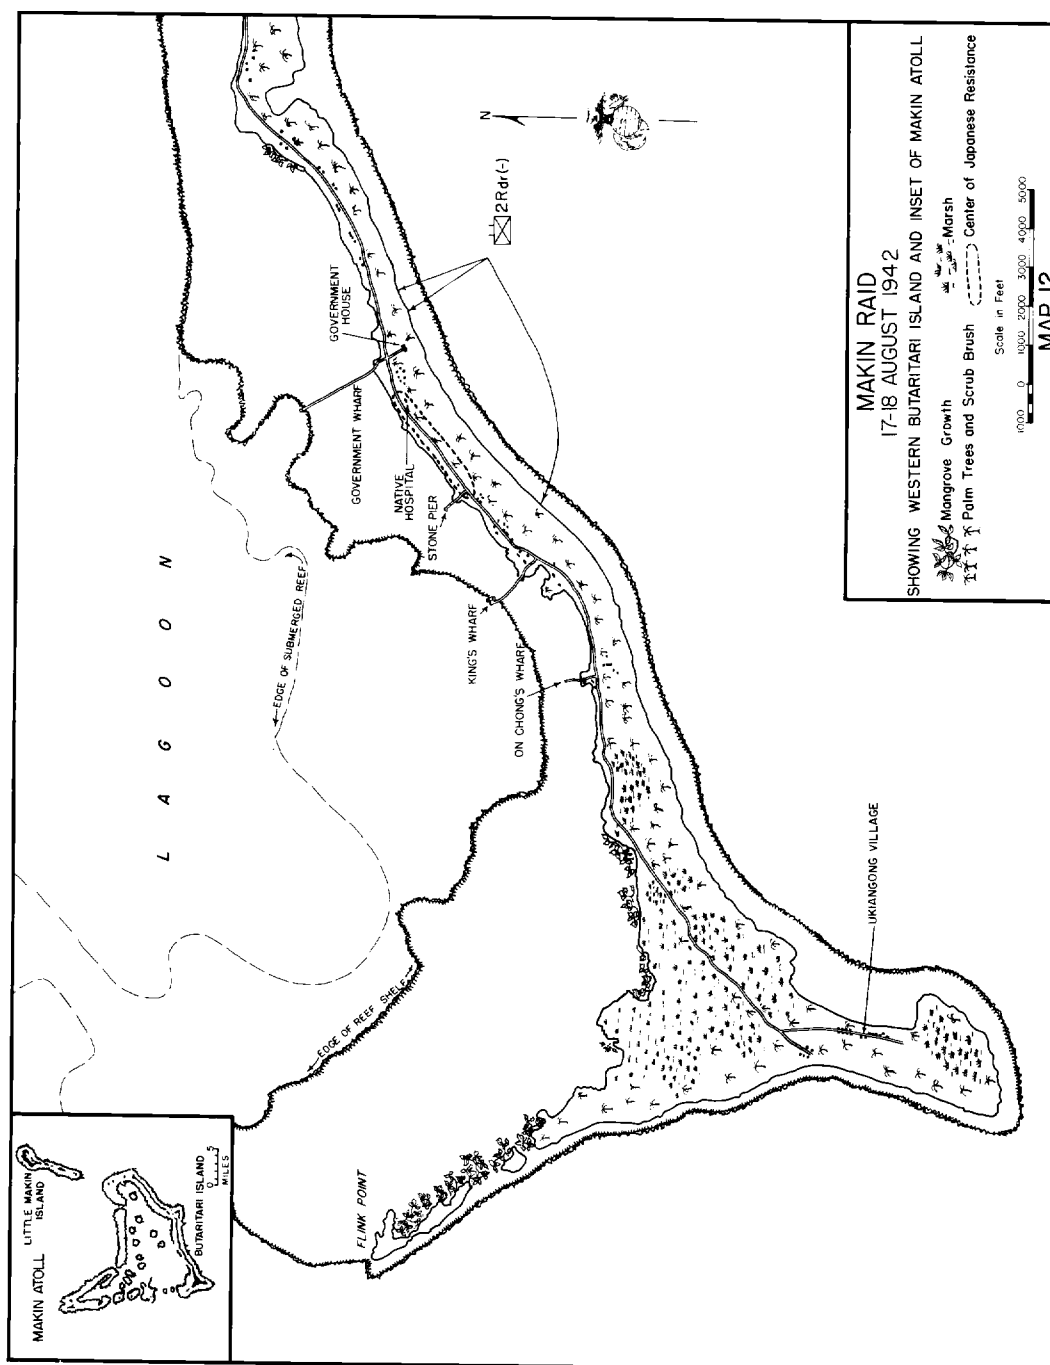 MAKIN ATOLL
LITTLE MAKIN
ISLAND
BUTARITARI ISLAND
0 5
MILES
L A G O O N
EDGE OF SUBMERGED REEF
EDGE OF REEF SHELF
FLINK POINT
GOVERNMENT WHARF
GOVERNMENT
HOUSE
NATIVE
HOSPITAL
STONE PIER
KING'S WHARF
ON CHONG'S WHARF
UKIANGONG VILLAGE
2Rdr(-)
N
MAKIN RAID
17-18 AUGUST 1942
SHOWING WESTERN BUTARITARI ISLAND AND INSET OF MAKIN ATOLL
Mangrove Growth
Marsh
Palm Trees and Scrub Brush
Center of Japanese Resistance
Scale in Feet
1000 0 1000 2000 3000 4000 5000
MAP 12